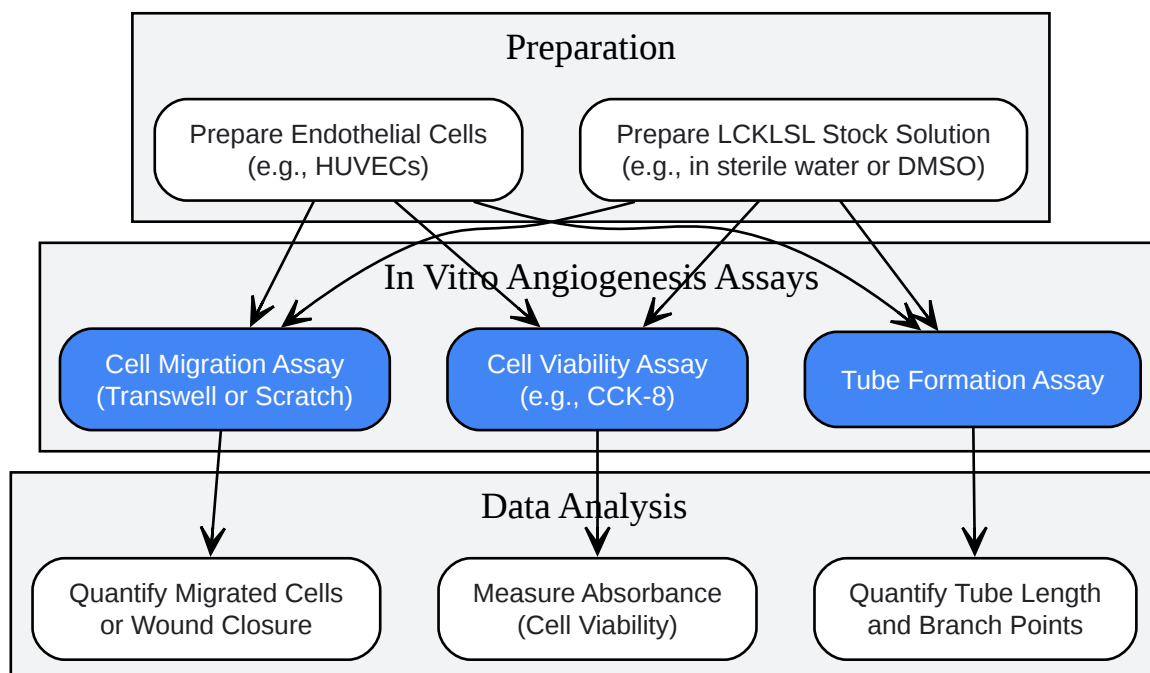 Preparation
Prepare Endothelial Cells
(e.g., HUVECs)
Prepare LCKLSL Stock Solution
(e.g., in sterile water or DMSO)
In Vitro Angiogenesis Assays
Cell Migration Assay
(Transwell or Scratch)
Cell Viability Assay
(e.g., CCK-8)
Tube Formation Assay
Data Analysis
Quantify Migrated Cells
or Wound Closure
Measure Absorbance
(Cell Viability)
Quantify Tube Length
and Branch Points